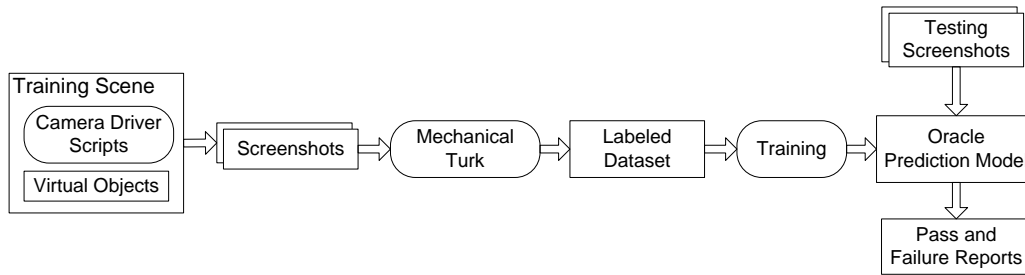 Training Scene
Camera Driver
Scripts
Virtual Objects
Screenshots
Mechanical
Turk
Labeled
Dataset
Training
Testing
Screenshots
Oracle
Prediction Mode
Pass and
Failure Reports